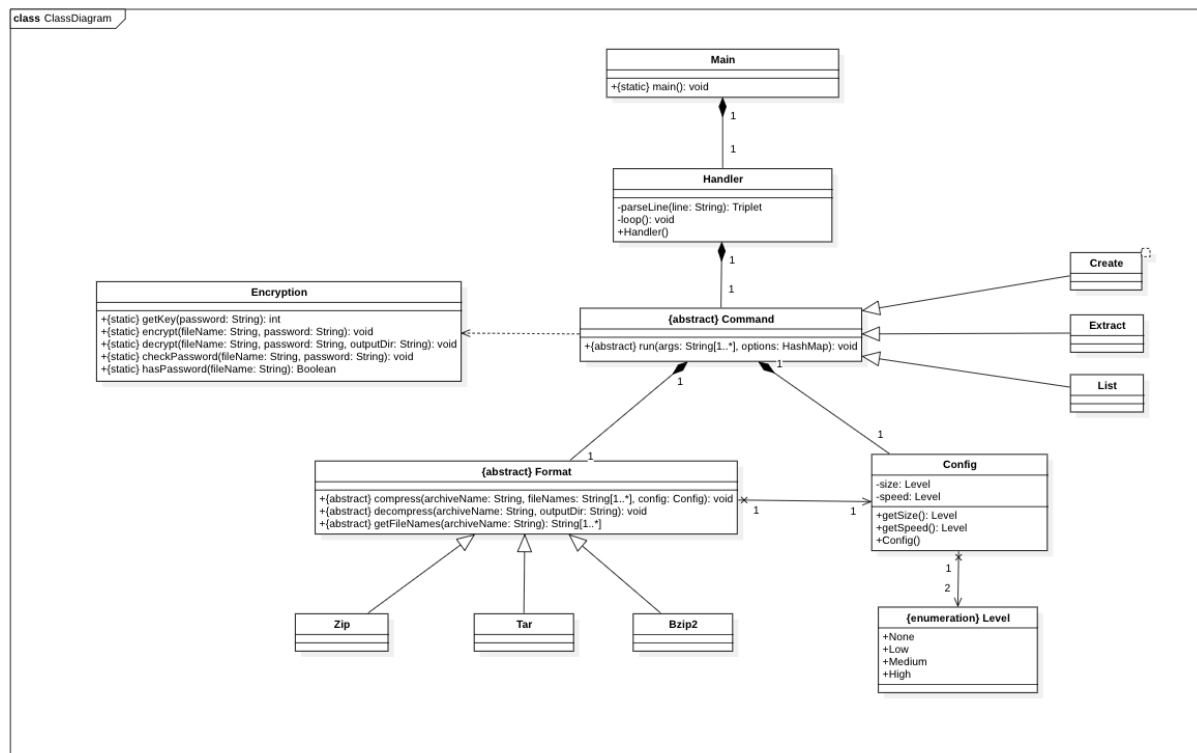 class ClassDiagram
Main
+{static} main(): void
1
1
Handler
-parseLine(line: String): Triplet
-loop(): void
+Handler()
1
1
Create
Extract
List
Encryption
+{static} getKey(password: String): int
+{static} encrypt(fileName: String, password: String): void
+{static} decrypt(fileName: String, password: String, outputDir: String): void
+{static} checkPassword(fileName: String, password: String): void
+{static} hasPassword(fileName: String): Boolean
{abstract} Command
+{abstract} run(args: String[1..*], options: HashMap): void
1
1
1
1
{abstract} Format
+{abstract} compress(archiveName: String, fileNames: String[1..*], config: Config): void
+{abstract} decompress(archiveName: String, outputDir: String): void
+{abstract} getFileNames(archiveName: String): String[1..*]
1
1
Config
-size: Level
-speed: Level
+getSize(): Level
+getSpeed(): Level
+Config()
1
2
Zip
Tar
Bzip2
{enumeration} Level
+None
+Low
+Medium
+High